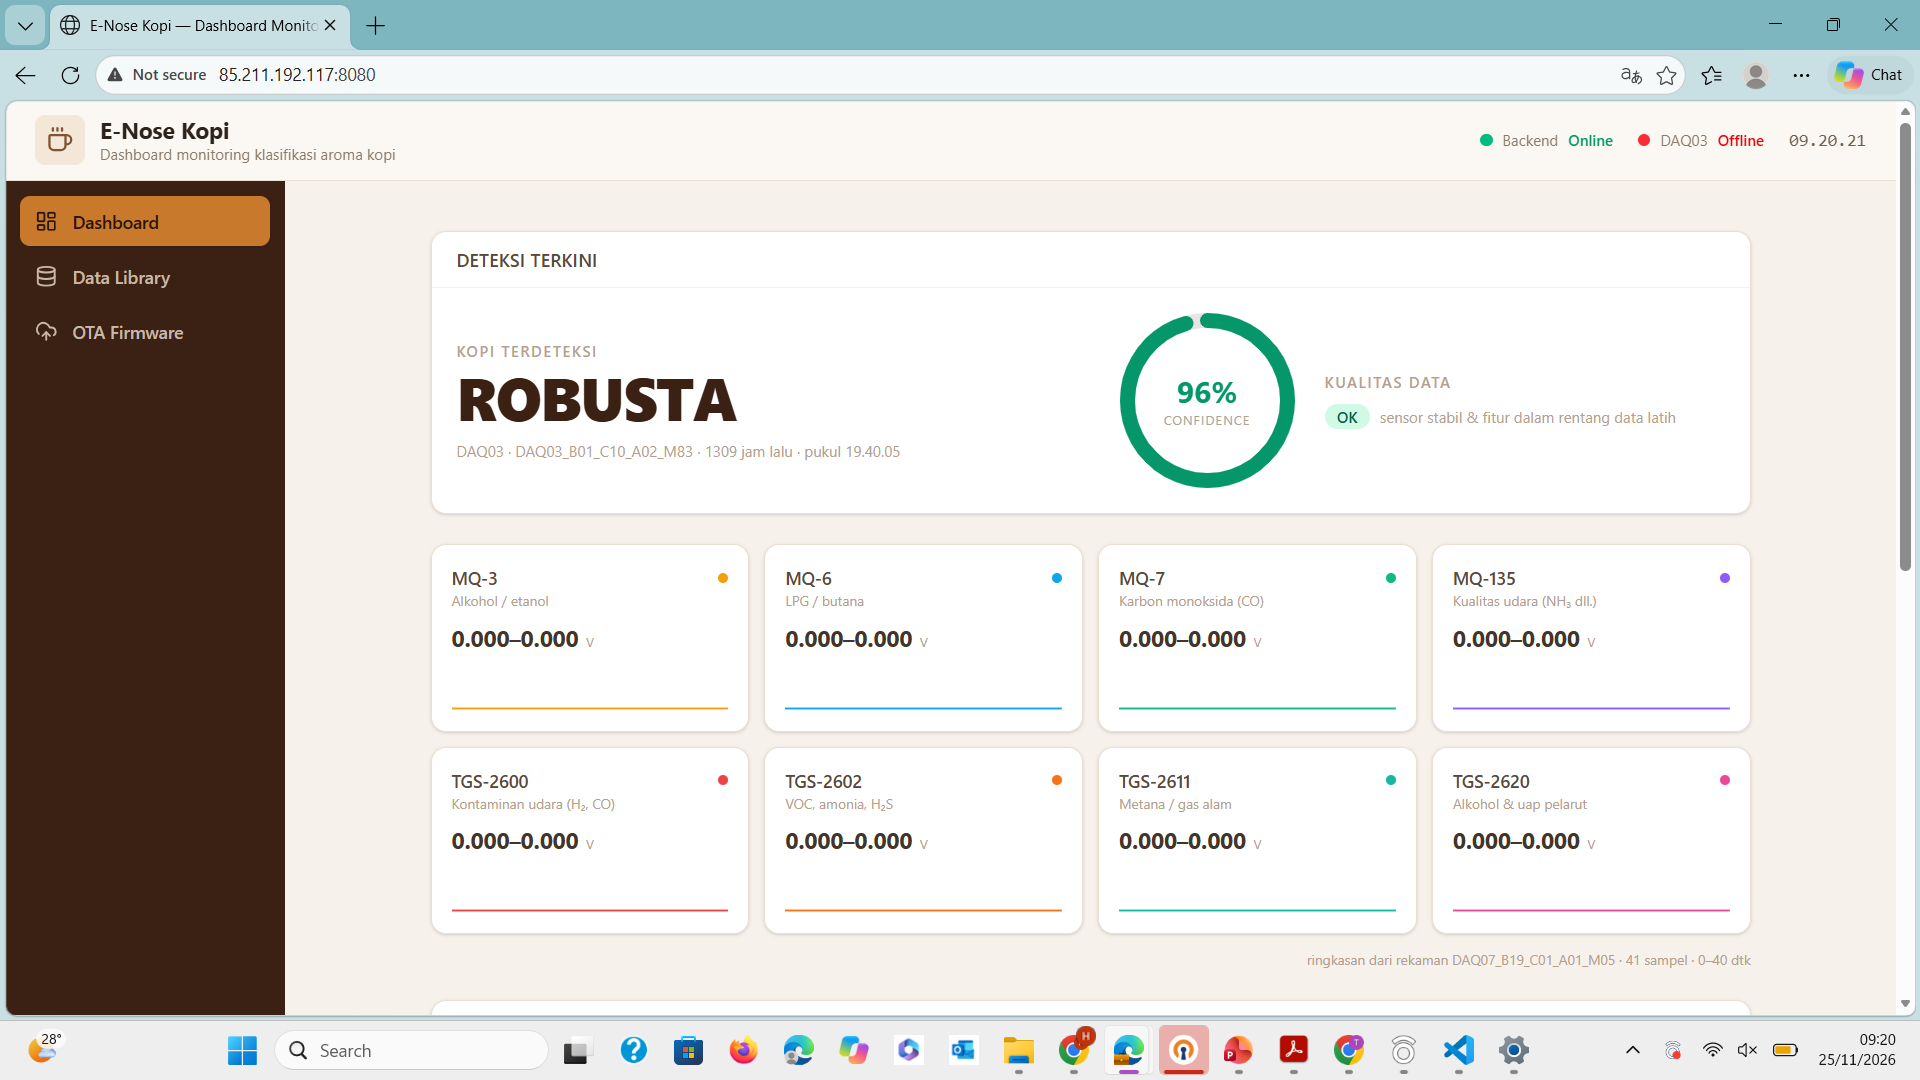 E-Nose Kopi — Dashboard Monito
Not secure 85.211.192.117:8080
Chat
E-Nose Kopi
Dashboard monitoring klasifikasi aroma kopi
Backend Online DAQ03 Offline 09.20.21
Dashboard
Data Library
OTA Firmware
DETEKSI TERKINI
KOPI TERDETEKSI
ROBUSTA
DAQ03 · DAQ03_B01_C10_A02_M83 · 1309 jam lalu · pukul 19.40.05
96%
CONFIDENCE
KUALITAS DATA
OK sensor stabil & fitur dalam rentang data latih
MQ-3
Alkohol / etanol
0.000–0.000 V
MQ-6
LPG / butana
0.000–0.000 V
MQ-7
Karbon monoksida (CO)
0.000–0.000 V
MQ-135
Kualitas udara (NH₃ dll.)
0.000–0.000 V
TGS-2600
Kontaminan udara (H₂, CO)
0.000–0.000 V
TGS-2602
VOC, amonia, H₂S
0.000–0.000 V
TGS-2611
Metana / gas alam
0.000–0.000 V
TGS-2620
Alkohol & uap pelarut
0.000–0.000 V
ringkasan dari rekaman DAQ07_B19_C01_A01_M05 · 41 sampel · 0–40 dtk
28°
Search
09:20
25/11/2026